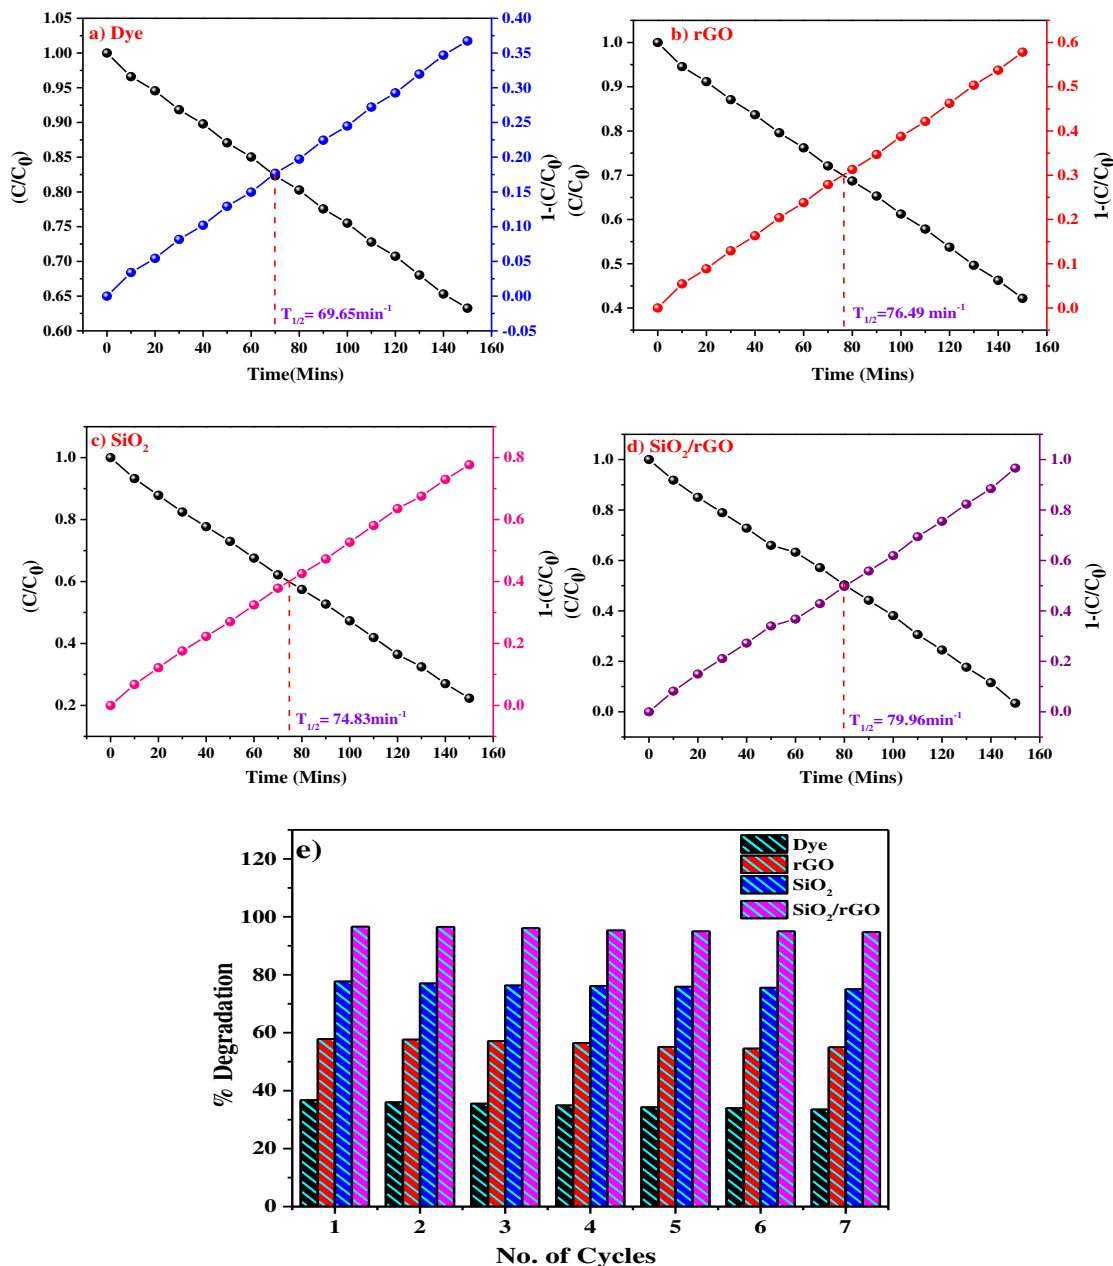 a) Dye
1.05
1.00
0.95
0.90
0.85
0.80
0.75
0.70
0.65
0.60
(C/C₀)
0.40
0.35
0.30
0.25
0.20
0.15
0.10
0.05
0.00
-0.05
1-(C/C₀)
T₁/₂= 69.65min⁻¹
0 20 40 60 80 100 120 140 160
Time(Mins)
b) rGO
1.0
0.9
0.8
0.7
0.6
0.5
0.4
(C/C₀)
0.6
0.5
0.4
0.3
0.2
0.1
0.0
1-(C/C₀)
T₁/₂=76.49 min⁻¹
0 20 40 60 80 100 120 140 160
Time (Mins)
c) SiO₂
1.0
0.8
0.6
0.4
0.2
(C/C₀)
0.8
0.6
0.4
0.2
0.0
1-(C/C₀)
T₁/₂= 74.83min⁻¹
0 20 40 60 80 100 120 140 160
Time (Mins)
d) SiO₂/rGO
1.0
0.8
0.6
0.4
0.2
0.0
(C/C₀)
1.0
0.8
0.6
0.4
0.2
0.0
1-(C/C₀)
T₁/₂=79.96min⁻¹
0 20 40 60 80 100 120 140 160
Time (Mins)
e)
Dye
rGO
SiO₂
SiO₂/rGO
120
100
80
60
40
20
0
% Degradation
1 2 3 4 5 6 7
No. of Cycles